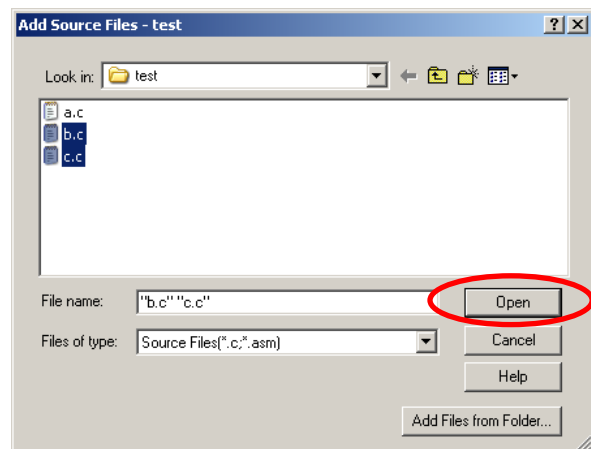 Add Source Files - test
Look in: test
a.c
b.c
c.c
File name: "b.c" "c.c" Open
Files of type: Source Files(*.c;*.asm) Cancel
Help
Add Files from Folder...